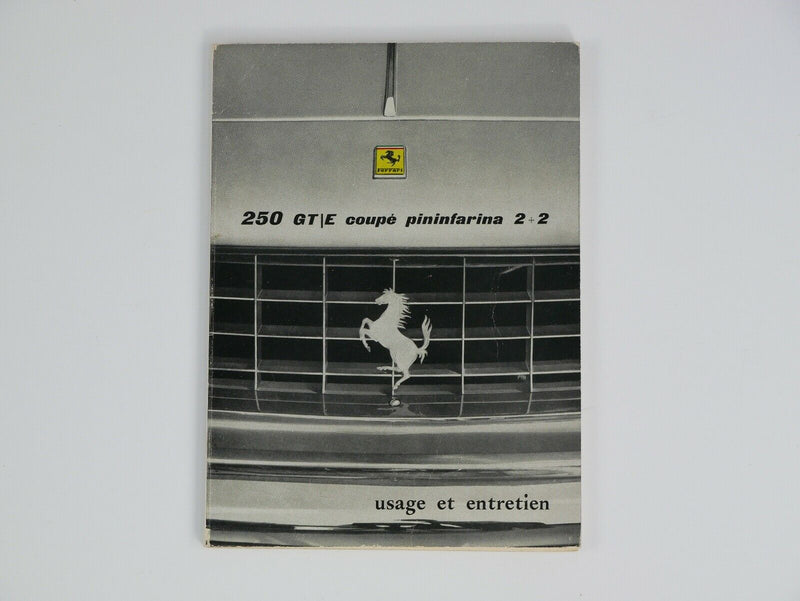 Ferrari
250 GT|E coupé pininfarina 2+2
usage et entretien